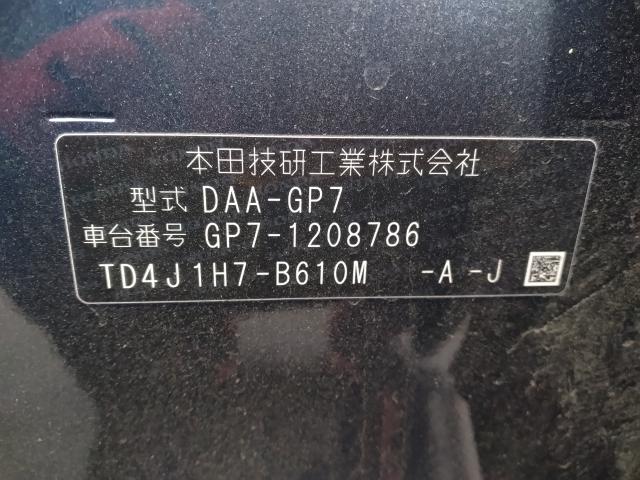 本田技研工業株式会社
型式 DAA-GP7
車台番号 GP7-1208786
TD4J1H7-B610M -A -J